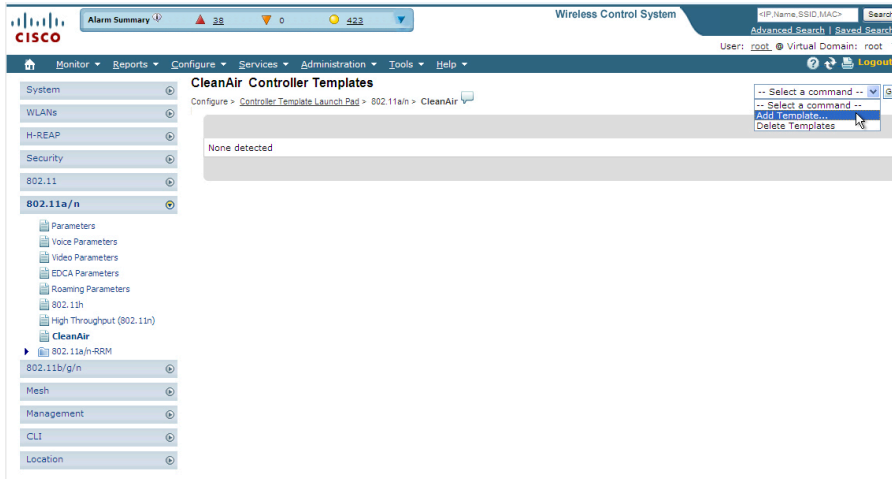 Alarm Summary 38 0 423
Wireless Control System
<IP,Name,SSID,MAC> Search
CISCO
Advanced Search | Saved Search
User: root @ Virtual Domain: root
Monitor Reports Configure Services Administration Tools Help Logout
CleanAir Controller Templates
Configure > Controller Template Launch Pad > 802.11a/n > CleanAir
-- Select a command -- G
-- Select a command --
Add Template...
Delete Templates
None detected
System
WLANs
H-REAP
Security
802.11
802.11a/n
Parameters
Voice Parameters
Video Parameters
EDCA Parameters
Roaming Parameters
802.11h
High Throughput (802.11n)
CleanAir
802.11a/n-RRM
802.11b/g/n
Mesh
Management
CLI
Location